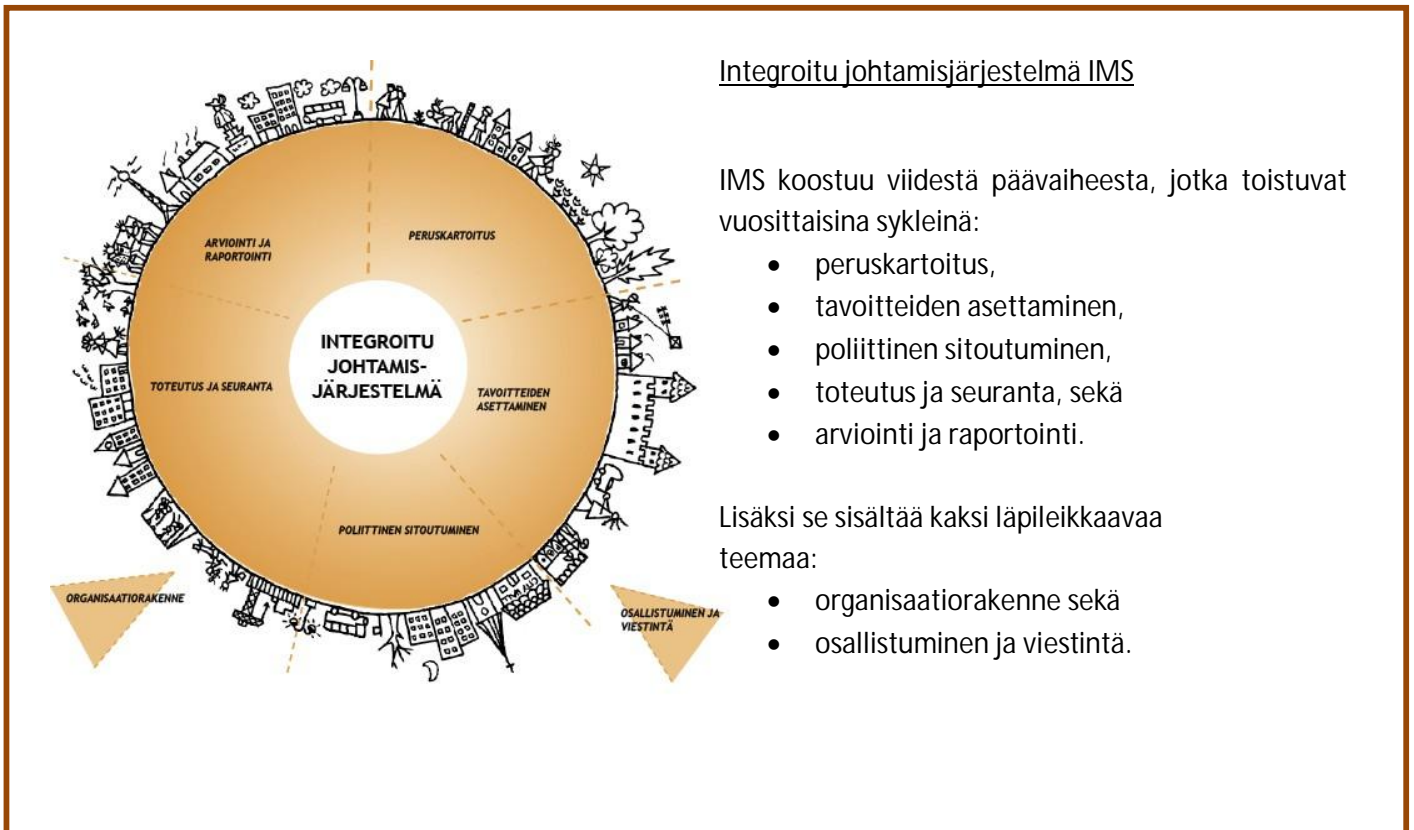 Integroitu johtamisjärjestelmä IMS
IMS koostuu viidestä päävaiheesta, jotka toistuvat
vuosittaisina sykleinä:
• peruskartoitus,
• tavoitteiden asettaminen,
• poliittinen sitoutuminen,
• toteutus ja seuranta, sekä
• arviointi ja raportointi.
Lisäksi se sisältää kaksi läpileikkaavaa
teemaa:
• organisaatiorakenne sekä
• osallistuminen ja viestintä.
ARVIOINTI JA
RAPORTOINTI
PERUSKARTOITUS
INTEGROITU
JOHTAMIS-
JÄRJESTELMÄ
TOTEUTUS JA SEURANTA
TAVOITTEIDEN
ASETTAMINEN
POLIITTINEN SITOUTUMINEN
ORGANISAATIORAKENNE
OSALLISTUMINEN JA
VIESTINTÄ